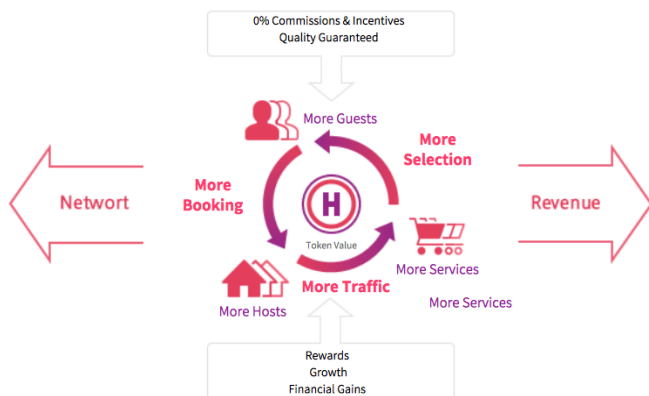 0% Commissions & Incentives
Quality Guaranteed
More Guests
More
Selection
More
Booking
Networt
Revenue
H
Token Value
More Services
More Traffic
More Hosts
More Services
Rewards
Growth
Financial Gains